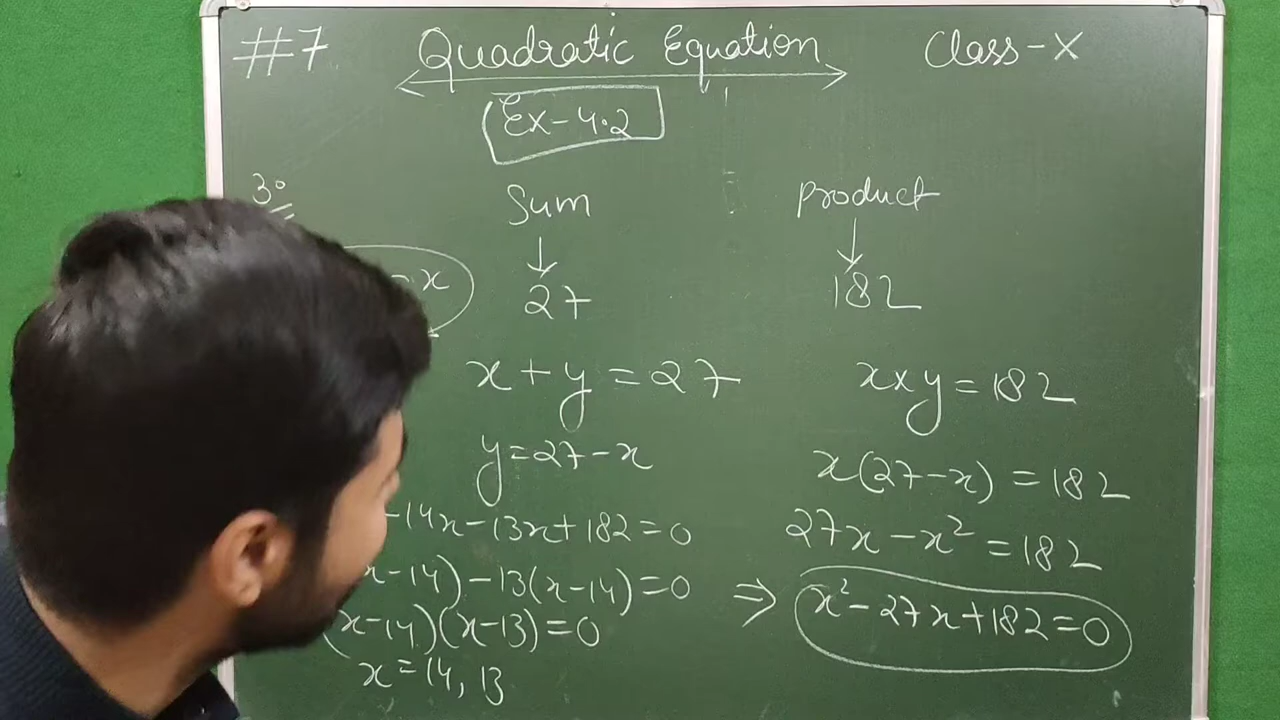 #7 Quadratic Equation Class-X
Ex-4.2
3°
Sum product
27 182
x
x+y=27
y=27-x
x×y=182
x(27-x)=182
27x-x²=182
⇒ x²-27x+182=0
-14x-13x+182=0
x-14)-13(x-14)=0
(x-14)(x-13)=0
x=14, 13